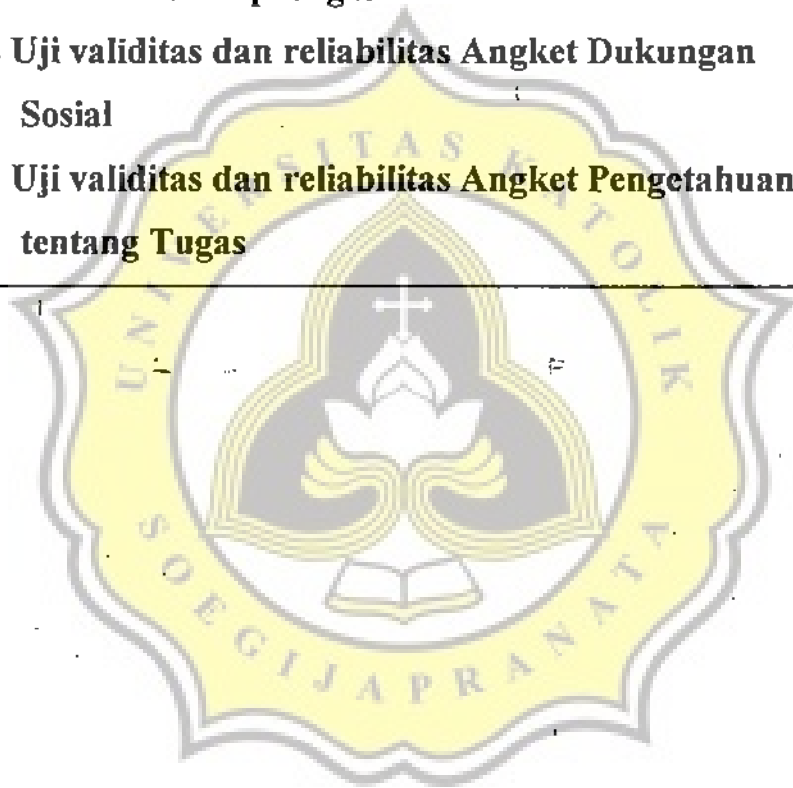 Uji validitas dan reliabilitas Angket Dukungan
Sosial
Uji validitas dan reliabilitas Angket Pengetahuan
tentang Tugas
UNIVERSITAS KATOLIK
SOEGIJAPRANATA